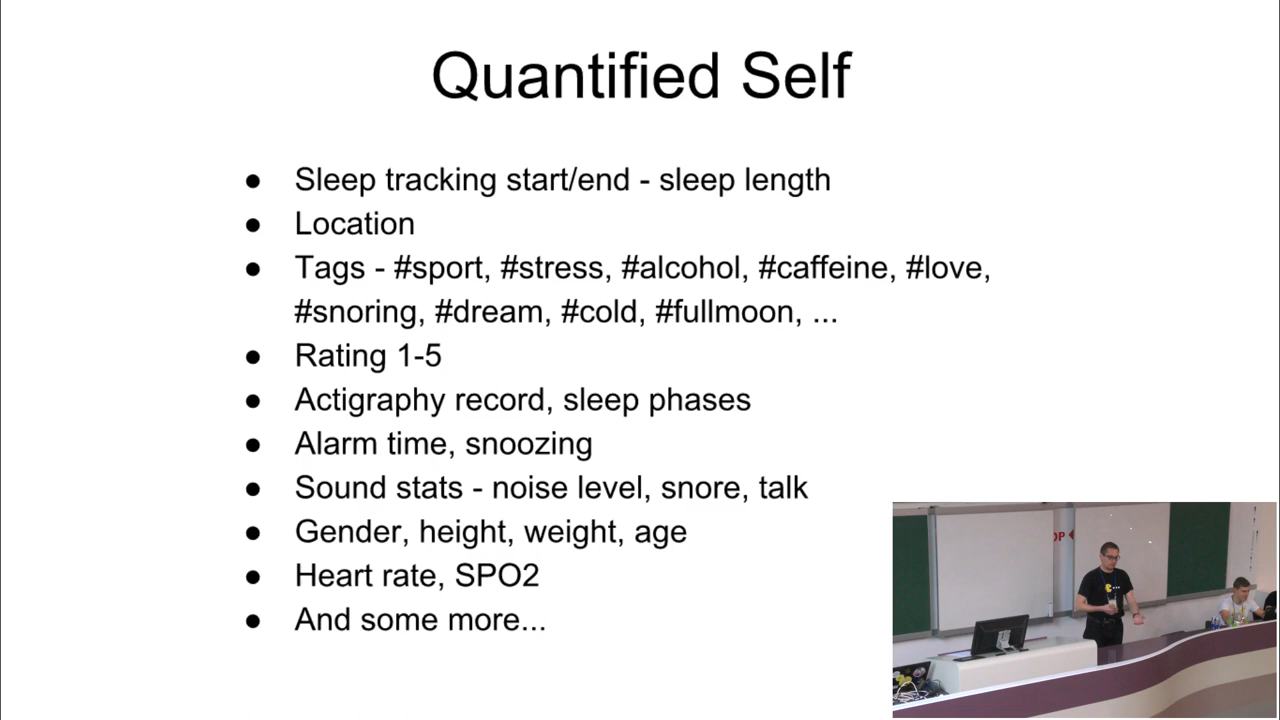 Quantified Self
● Sleep tracking start/end - sleep length
● Location
● Tags - #sport, #stress, #alcohol, #caffeine, #love,
#snoring, #dream, #cold, #fullmoon, ...
● Rating 1-5
● Actigraphy record, sleep phases
● Alarm time, snoozing
● Sound stats - noise level, snore, talk
● Gender, height, weight, age
● Heart rate, SPO2
● And some more...
OP